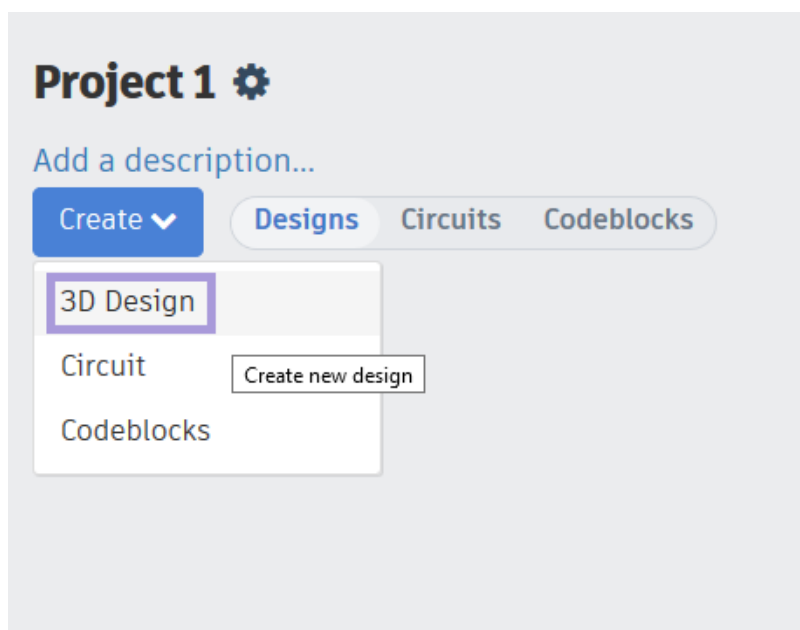 Project 1
Add a description...
Create Designs Circuits Codeblocks
3D Design
Circuit
Create new design
Codeblocks